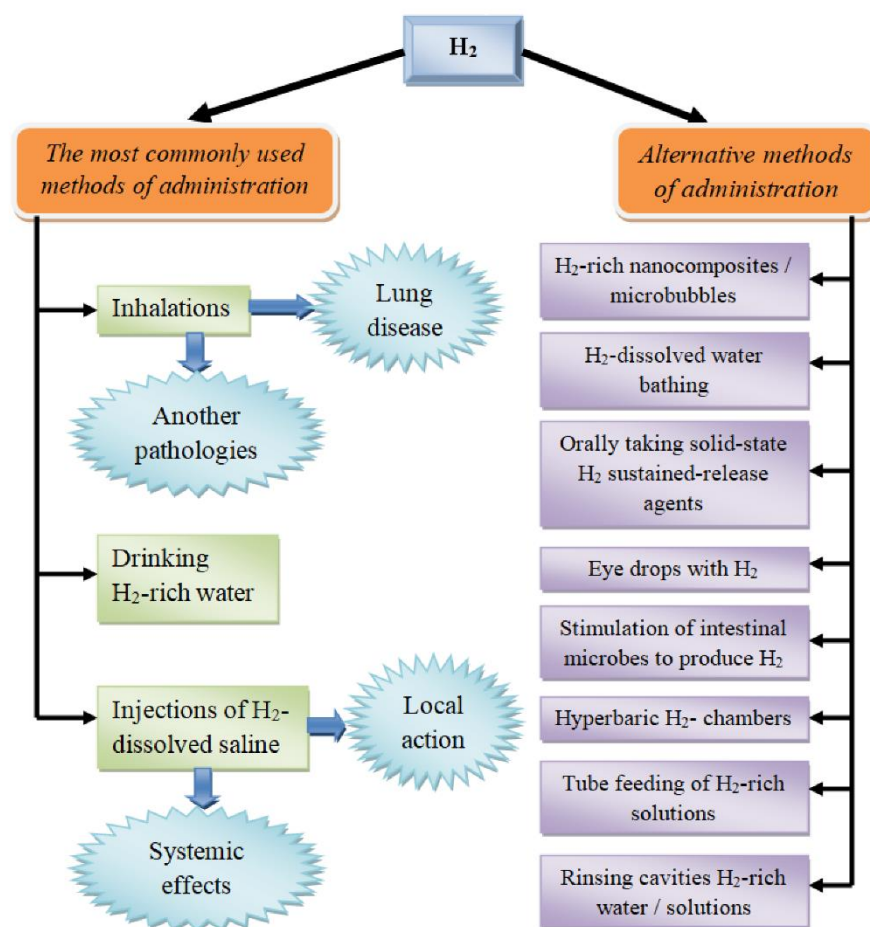 H₂
The most commonly used
methods of administration
Inhalations
Lung
disease
Another
pathologies
Drinking
H₂-rich water
Injections of H₂-
dissolved saline
Local
action
Systemic
effects
Alternative methods
of administration
H₂-rich nanocomposites /
microbubbles
H₂-dissolved water
bathing
Orally taking solid-state
H₂ sustained-release
agents
Eye drops with H₂
Stimulation of intestinal
microbes to produce H₂
Hyperbaric H₂- chambers
Tube feeding of H₂-rich
solutions
Rinsing cavities H₂-rich
water / solutions